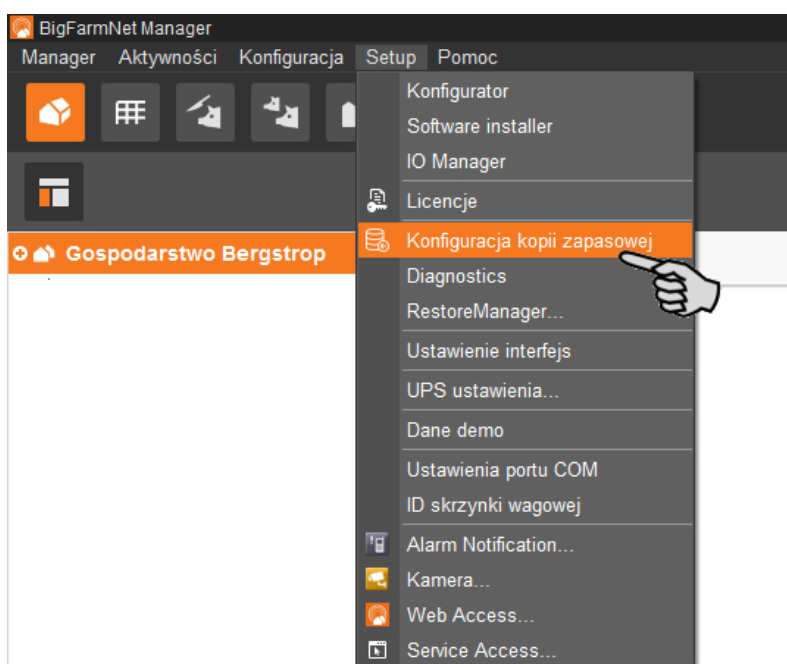 BigFarmNet Manager
Manager Aktywności Konfiguracja Setup Pomoc
Konfigurator
Software installer
IO Manager
Licencje
Konfiguracja kopii zapasowej
Gospodarstwo Bergstrop
Diagnostics
RestoreManager...
Ustawienie interfejs
UPS ustawienia...
Dane demo
Ustawienia portu COM
ID skrzynki wagowej
Alarm Notification...
Kamera...
Web Access...
Service Access...